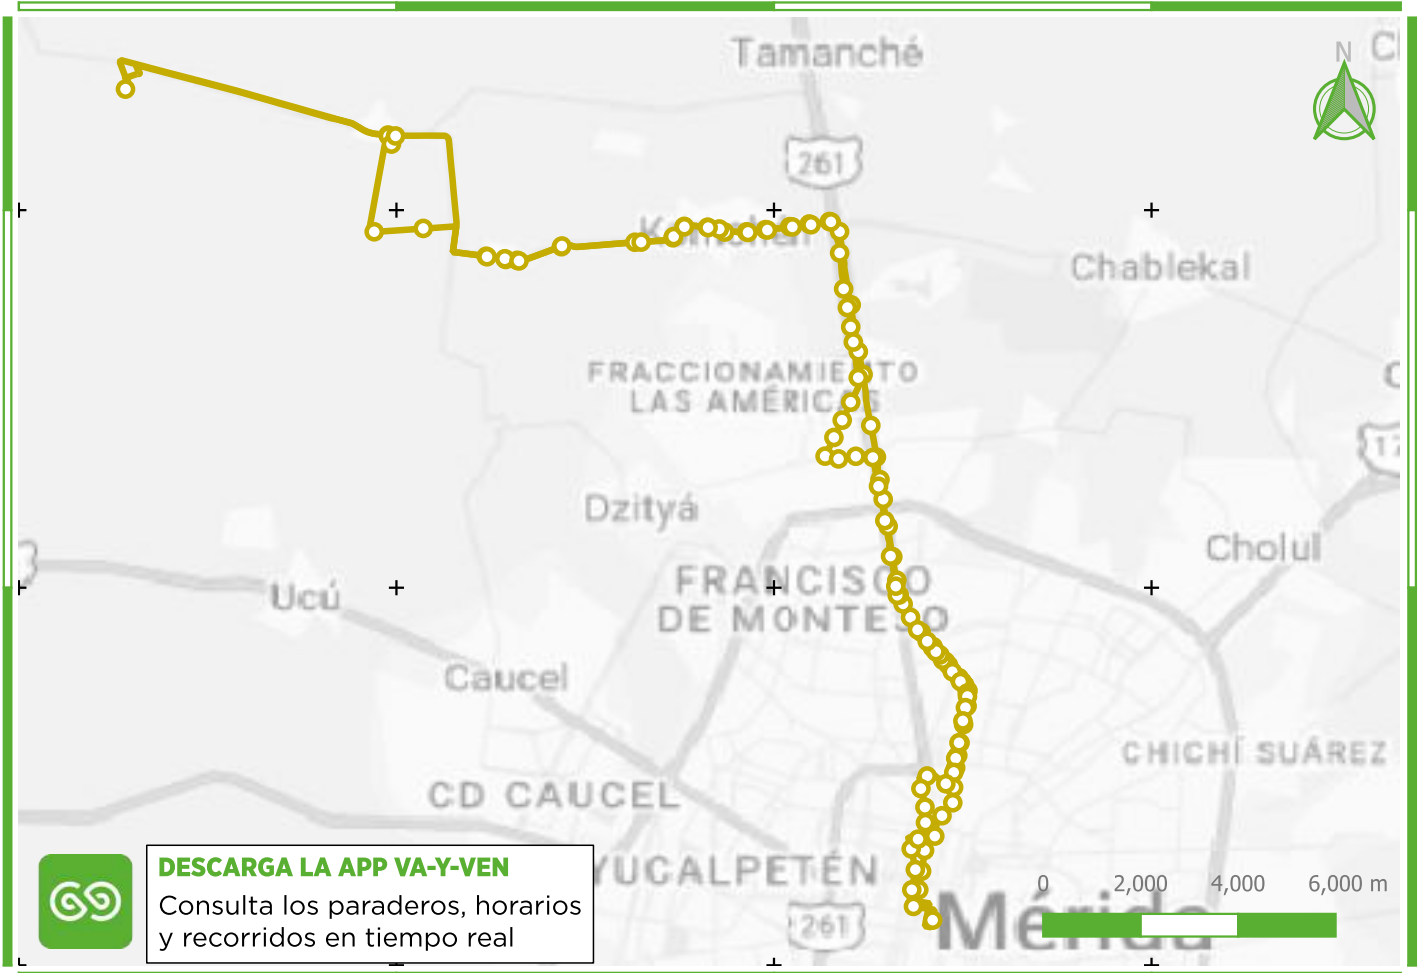 Tamanché
N
261
Komchén
Chablekal
FRACCIONAMIENTO
LAS AMÉRICAS
17
Dzityá
Cholul
FRANCISCO
DE MONTEJO
Ucú
Caucel
CHICHÍ SUÁREZ
CD CAUCEL
YUCALPETÉN
261
Mérida
0 2,000 4,000 6,000 m
DESCARGA LA APP VA-Y-VEN
Consulta los paraderos, horarios
y recorridos en tiempo real